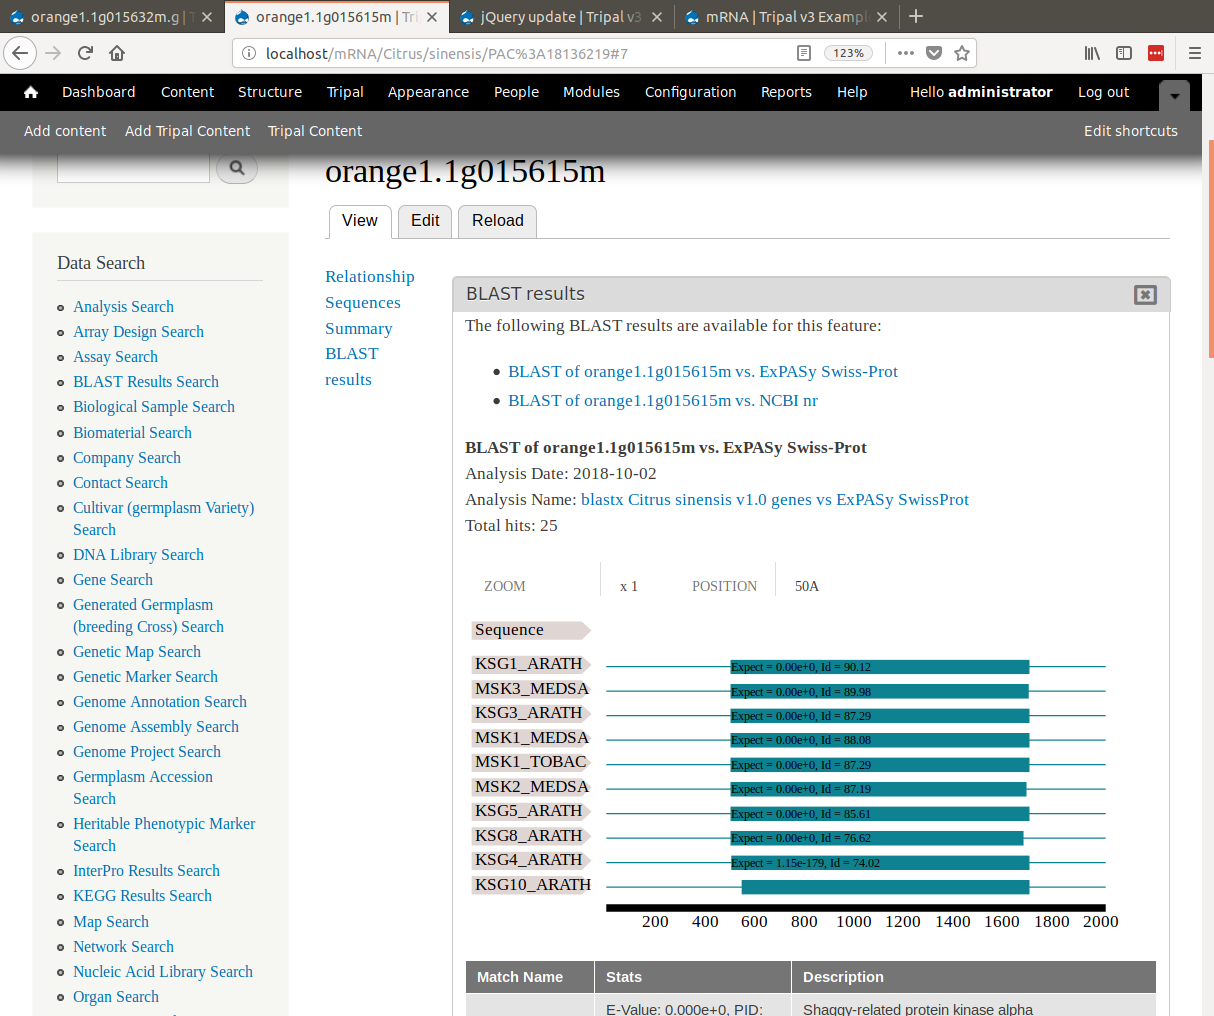 orange1.1g015632m.g | T
orange1.1g015615m | Tri
jQuery update | Tripal v3
mRNA | Tripal v3 Exampl
localhost/mRNA/Citrus/sinensis/PAC%3A18136219#7
123%
Dashboard Content Structure Tripal Appearance People Modules Configuration Reports Help Hello administrator Log out
Add content Add Tripal Content Tripal Content Edit shortcuts
orange1.1g015615m
View Edit Reload
Data Search
Analysis Search
Array Design Search
Assay Search
BLAST Results Search
Biological Sample Search
Biomaterial Search
Company Search
Contact Search
Cultivar (germplasm Variety)
Search
DNA Library Search
Gene Search
Generated Germplasm
(breeding Cross) Search
Genetic Map Search
Genetic Marker Search
Genome Annotation Search
Genome Assembly Search
Genome Project Search
Germplasm Accession
Search
Heritable Phenotypic Marker
Search
InterPro Results Search
KEGG Results Search
Map Search
Network Search
Nucleic Acid Library Search
Organ Search
Relationship
Sequences
Summary
BLAST
results
BLAST results
The following BLAST results are available for this feature:
BLAST of orange1.1g015615m vs. ExPASy Swiss-Prot
BLAST of orange1.1g015615m vs. NCBI nr
BLAST of orange1.1g015615m vs. ExPASy Swiss-Prot
Analysis Date: 2018-10-02
Analysis Name: blastx Citrus sinensis v1.0 genes vs ExPASy SwissProt
Total hits: 25
ZOOM x 1 POSITION 50A
Sequence
KSG1_ARATH Expect = 0.00e+0, Id = 90.12
MSK3_MEDSA Expect = 0.00e+0, Id = 89.98
KSG3_ARATH Expect = 0.00e+0, Id = 87.29
MSK1_MEDSA Expect = 0.00e+0, Id = 88.08
MSK1_TOBAC Expect = 0.00e+0, Id = 87.29
MSK2_MEDSA Expect = 0.00e+0, Id = 87.19
KSG5_ARATH Expect = 0.00e+0, Id = 85.61
KSG8_ARATH Expect = 0.00e+0, Id = 76.62
KSG4_ARATH Expect = 1.15e-179, Id = 74.02
KSG10_ARATH
200 400 600 800 1000 1200 1400 1600 1800 2000
Match Name Stats Description
E-Value: 0.000e+0, PID: Shaggy-related protein kinase alpha